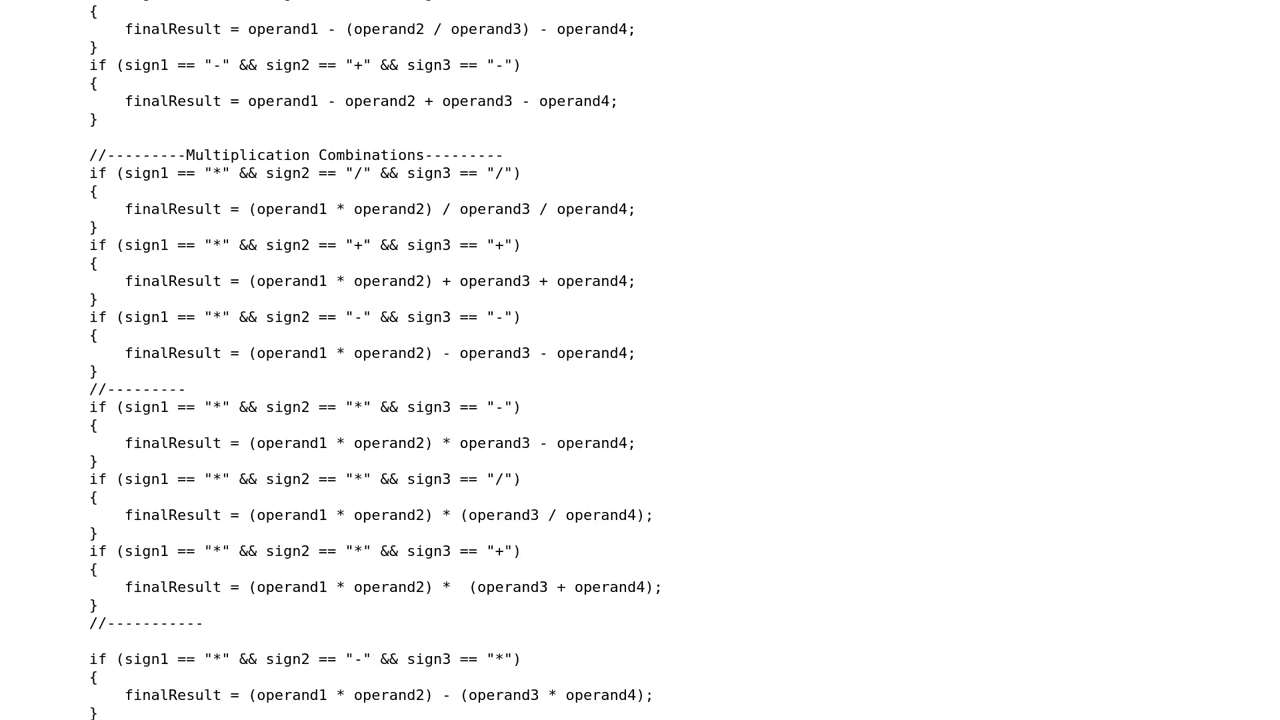 {
    finalResult = operand1 - (operand2 / operand3) - operand4;
}
if (sign1 == "-" && sign2 == "+" && sign3 == "-")
{
    finalResult = operand1 - operand2 + operand3 - operand4;
}

//---------Multiplication Combinations---------
if (sign1 == "*" && sign2 == "/" && sign3 == "/")
{
    finalResult = (operand1 * operand2) / operand3 / operand4;
}
if (sign1 == "*" && sign2 == "+" && sign3 == "+")
{
    finalResult = (operand1 * operand2) + operand3 + operand4;
}
if (sign1 == "*" && sign2 == "-" && sign3 == "-")
{
    finalResult = (operand1 * operand2) - operand3 - operand4;
}
//---------
if (sign1 == "*" && sign2 == "*" && sign3 == "-")
{
    finalResult = (operand1 * operand2) * operand3 - operand4;
}
if (sign1 == "*" && sign2 == "*" && sign3 == "/")
{
    finalResult = (operand1 * operand2) * (operand3 / operand4);
}
if (sign1 == "*" && sign2 == "*" && sign3 == "+")
{
    finalResult = (operand1 * operand2) *  (operand3 + operand4);
}
//-----------

if (sign1 == "*" && sign2 == "-" && sign3 == "*")
{
    finalResult = (operand1 * operand2) - (operand3 * operand4);
}